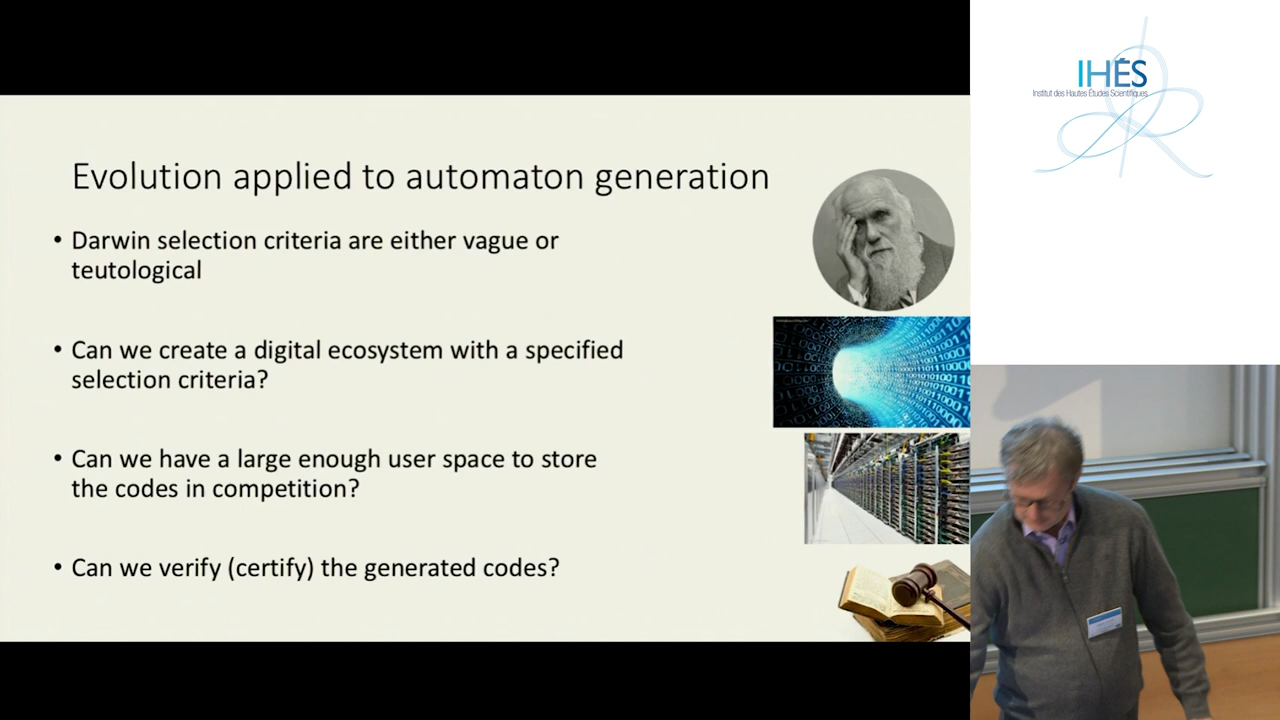 Evolution applied to automaton generation
• Darwin selection criteria are either vague or
teutological
• Can we create a digital ecosystem with a specified
selection criteria?
• Can we have a large enough user space to store
the codes in competition?
• Can we verify (certify) the generated codes?
IHÉS
Institut des Hautes Études Scientifiques